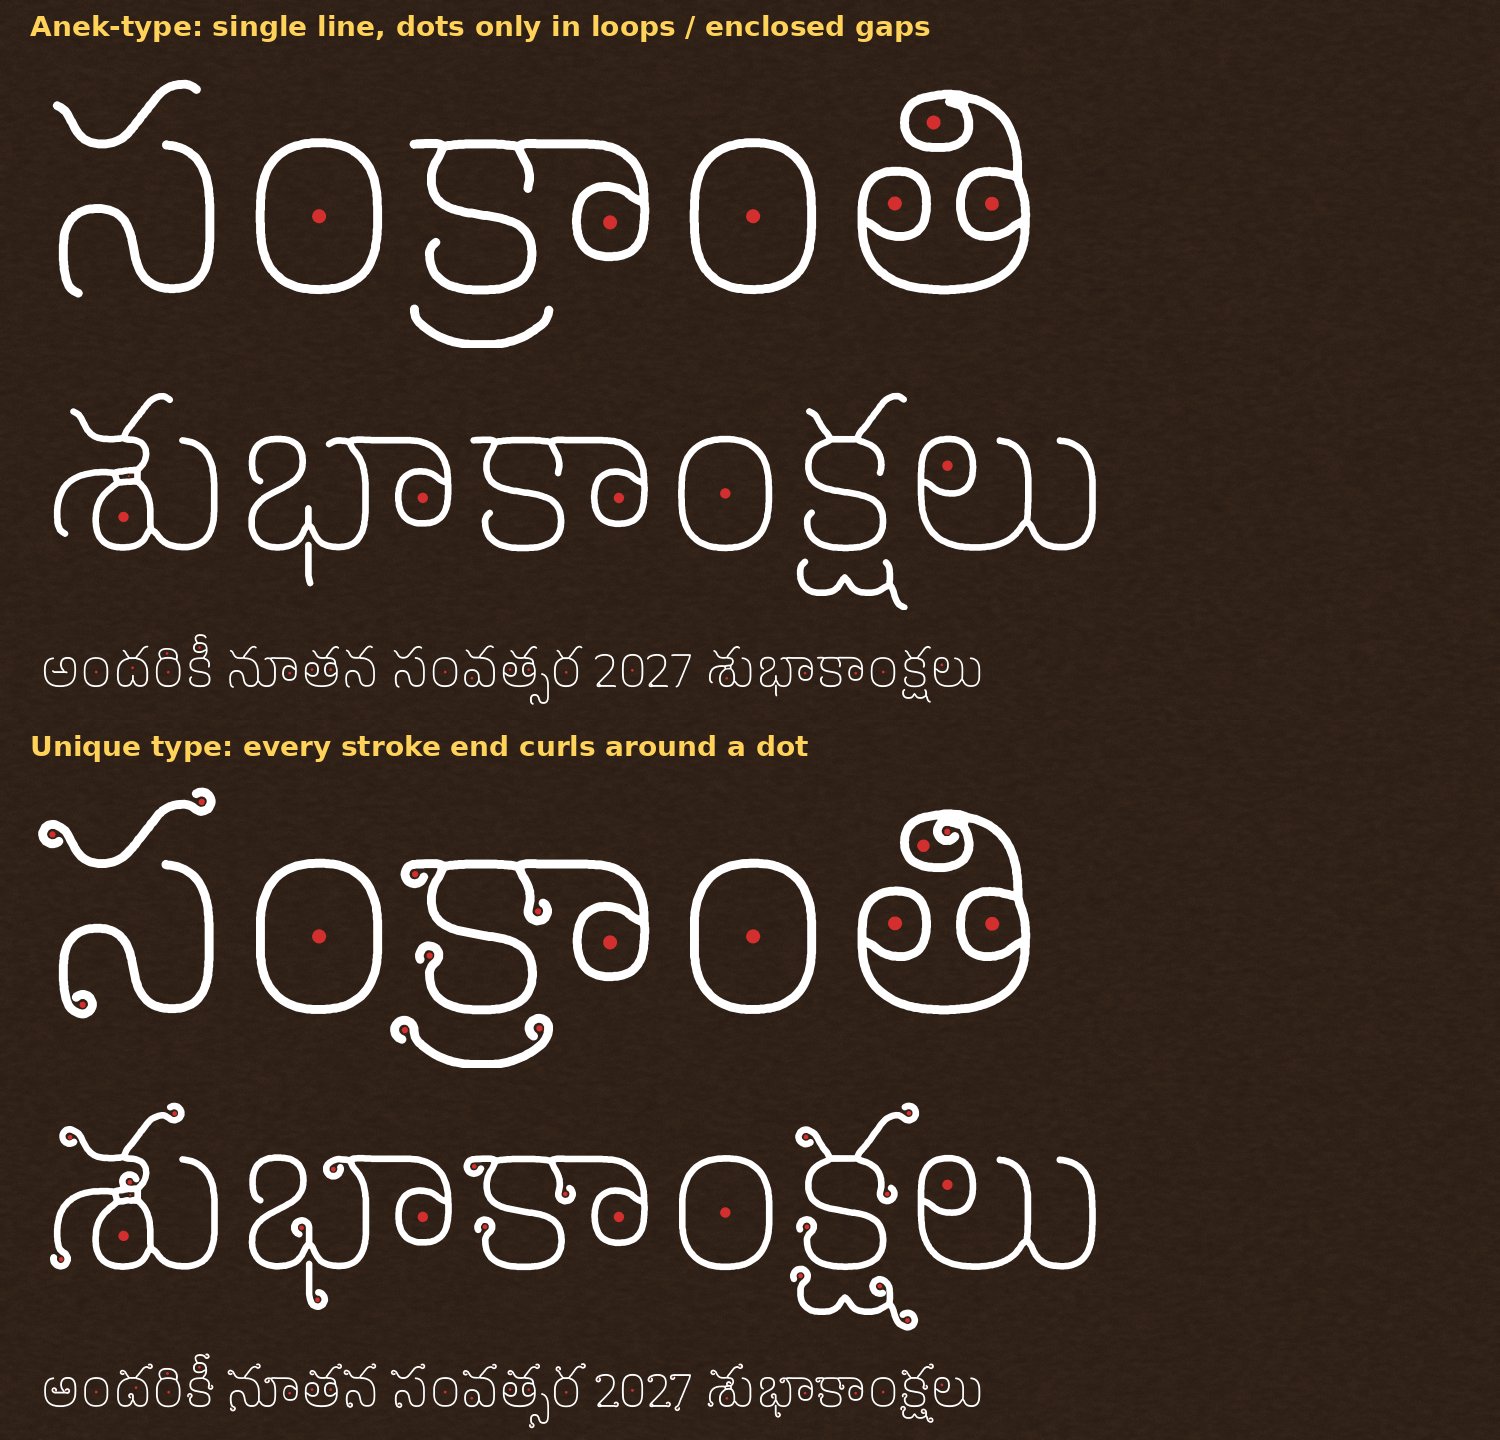 Anek-type: single line, dots only in loops / enclosed gaps
సంక్రాంతి
శుభాకాంక్షలు
అందరికీ నూతన సంవత్సర 2027 శుభాకాంక్షలు
Unique type: every stroke end curls around a dot
సంక్రాంతి
శుభాకాంక్షలు
అందరికీ నూతన సంవత్సర 2027 శుభాకాంక్షలు